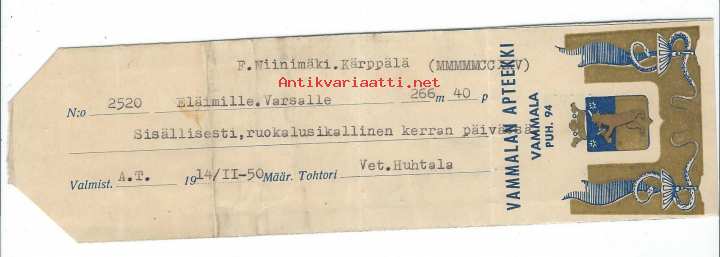 F.Niinimäki.Kärppälä (MMMMMCC V)
Antikvariaatti.net
N:o 2520 Eläimille.Varsalle 266 m 40 p
Sisällisesti,ruokalusikallinen kerran päivässä
Valmist. A.T. 19 14/II-50 Määr. Tohtori Vet.Huhtala
VAMMALAN APTEEKKI
VAMMALA
PUH. 94